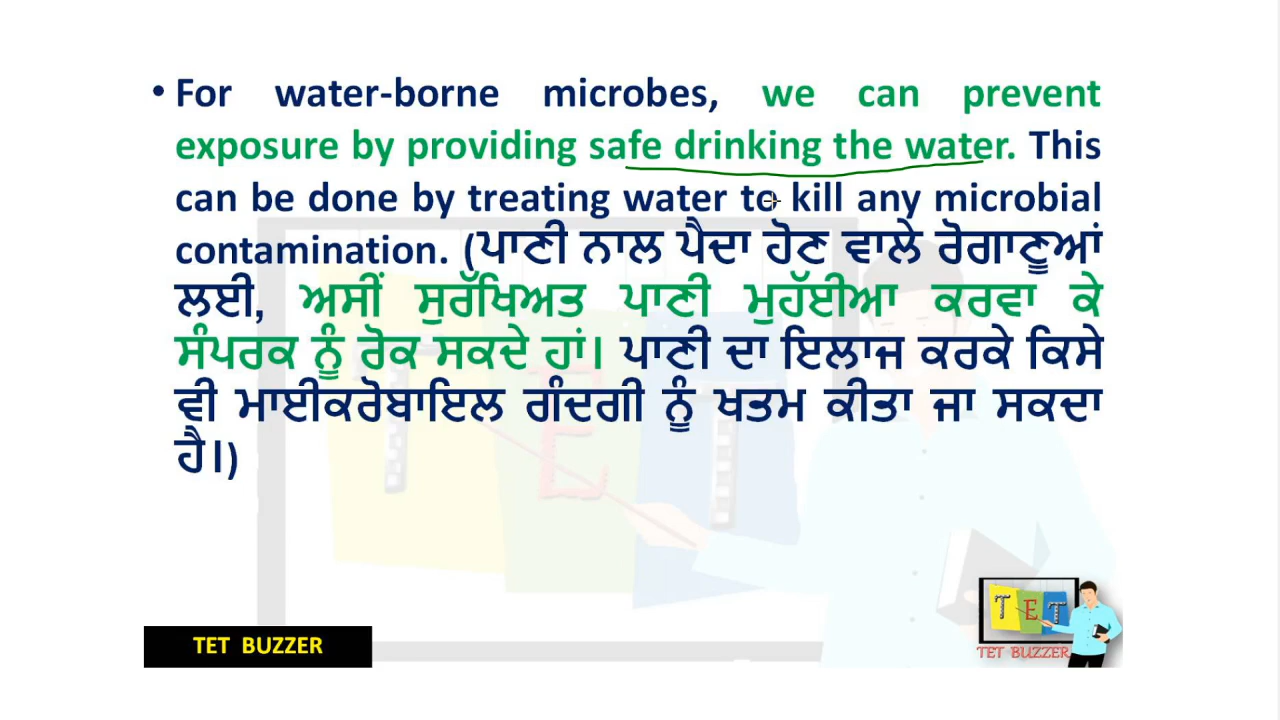 • For water-borne microbes, we can prevent
exposure by providing safe drinking the water. This
can be done by treating water to kill any microbial
contamination. (ਪਾਣੀ ਨਾਲ ਪੈਦਾ ਹੋਣ ਵਾਲੇ ਰੋਗਾਣੂਆਂ
ਲਈ, ਅਸੀਂ ਸੁਰੱਖਿਅਤ ਪਾਣੀ ਮੁਹੱਈਆ ਕਰਵਾ ਕੇ
ਸੰਪਰਕ ਨੂੰ ਰੋਕ ਸਕਦੇ ਹਾਂ। ਪਾਣੀ ਦਾ ਇਲਾਜ ਕਰਕੇ ਕਿਸੇ
ਵੀ ਮਾਈਕਰੋਬਾਇਲ ਗੰਦਗੀ ਨੂੰ ਖਤਮ ਕੀਤਾ ਜਾ ਸਕਦਾ
ਹੈ।)
TET
TET BUZZER
TET
TET BUZZER